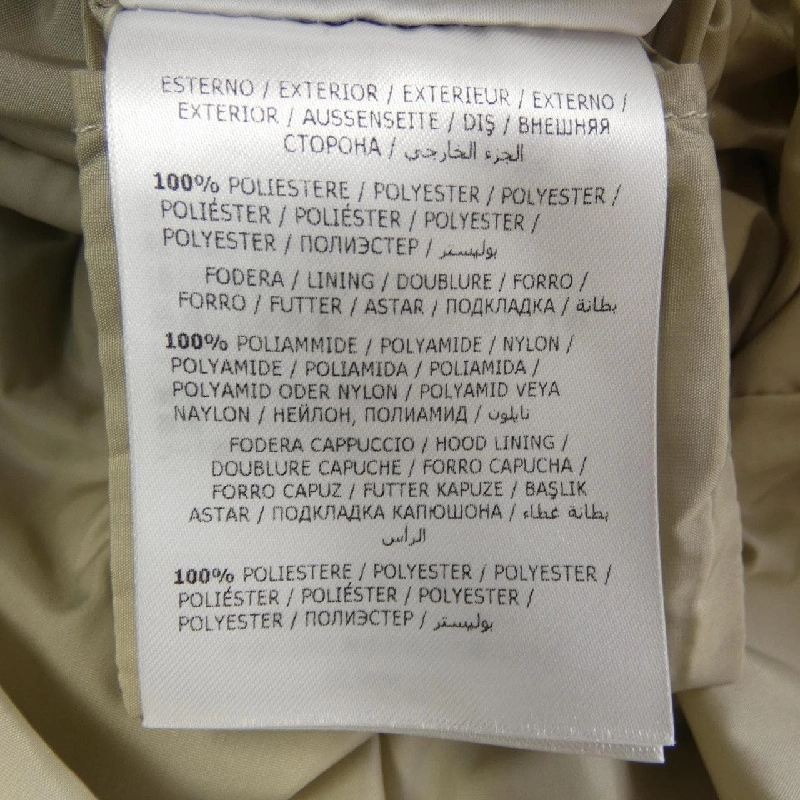 ESTERNO / EXTERIOR / EXTERIEUR / EXTERNO /
EXTERIOR / AUSSENSEITE / DIŞ / ВНЕШНЯЯ
СТОРОНА / الجزء الخارجي
100% POLIESTERE / POLYESTER / POLYESTER /
POLIÉSTER / POLIÉSTER / POLYESTER /
POLYESTER / ПОЛИЭСТЕР / بوليستر
FODERA / LINING / DOUBLURE / FORRO /
FORRO / FUTTER / ASTAR / ПОДКЛАДКА / بطانة
100% POLIAMMIDE / POLYAMIDE / NYLON /
POLYAMIDE / POLIAMIDA / POLIAMIDA /
POLYAMID ODER NYLON / POLYAMID VEYA
NAYLON / НЕЙЛОН, ПОЛИАМИД / نايلون
FODERA CAPPUCCIO / HOOD LINING /
DOUBLURE CAPUCHE / FORRO CAPUCHA /
FORRO CAPUZ / FUTTER KAPUZE / BAŞLIK
ASTAR / ПОДКЛАДКА КАПЮШОНА / بطانة غطاء
الرأس
100% POLIESTERE / POLYESTER / POLYESTER /
POLIÉSTER / POLIÉSTER / POLYESTER /
POLYESTER / ПОЛИЭСТЕР / بوليستر